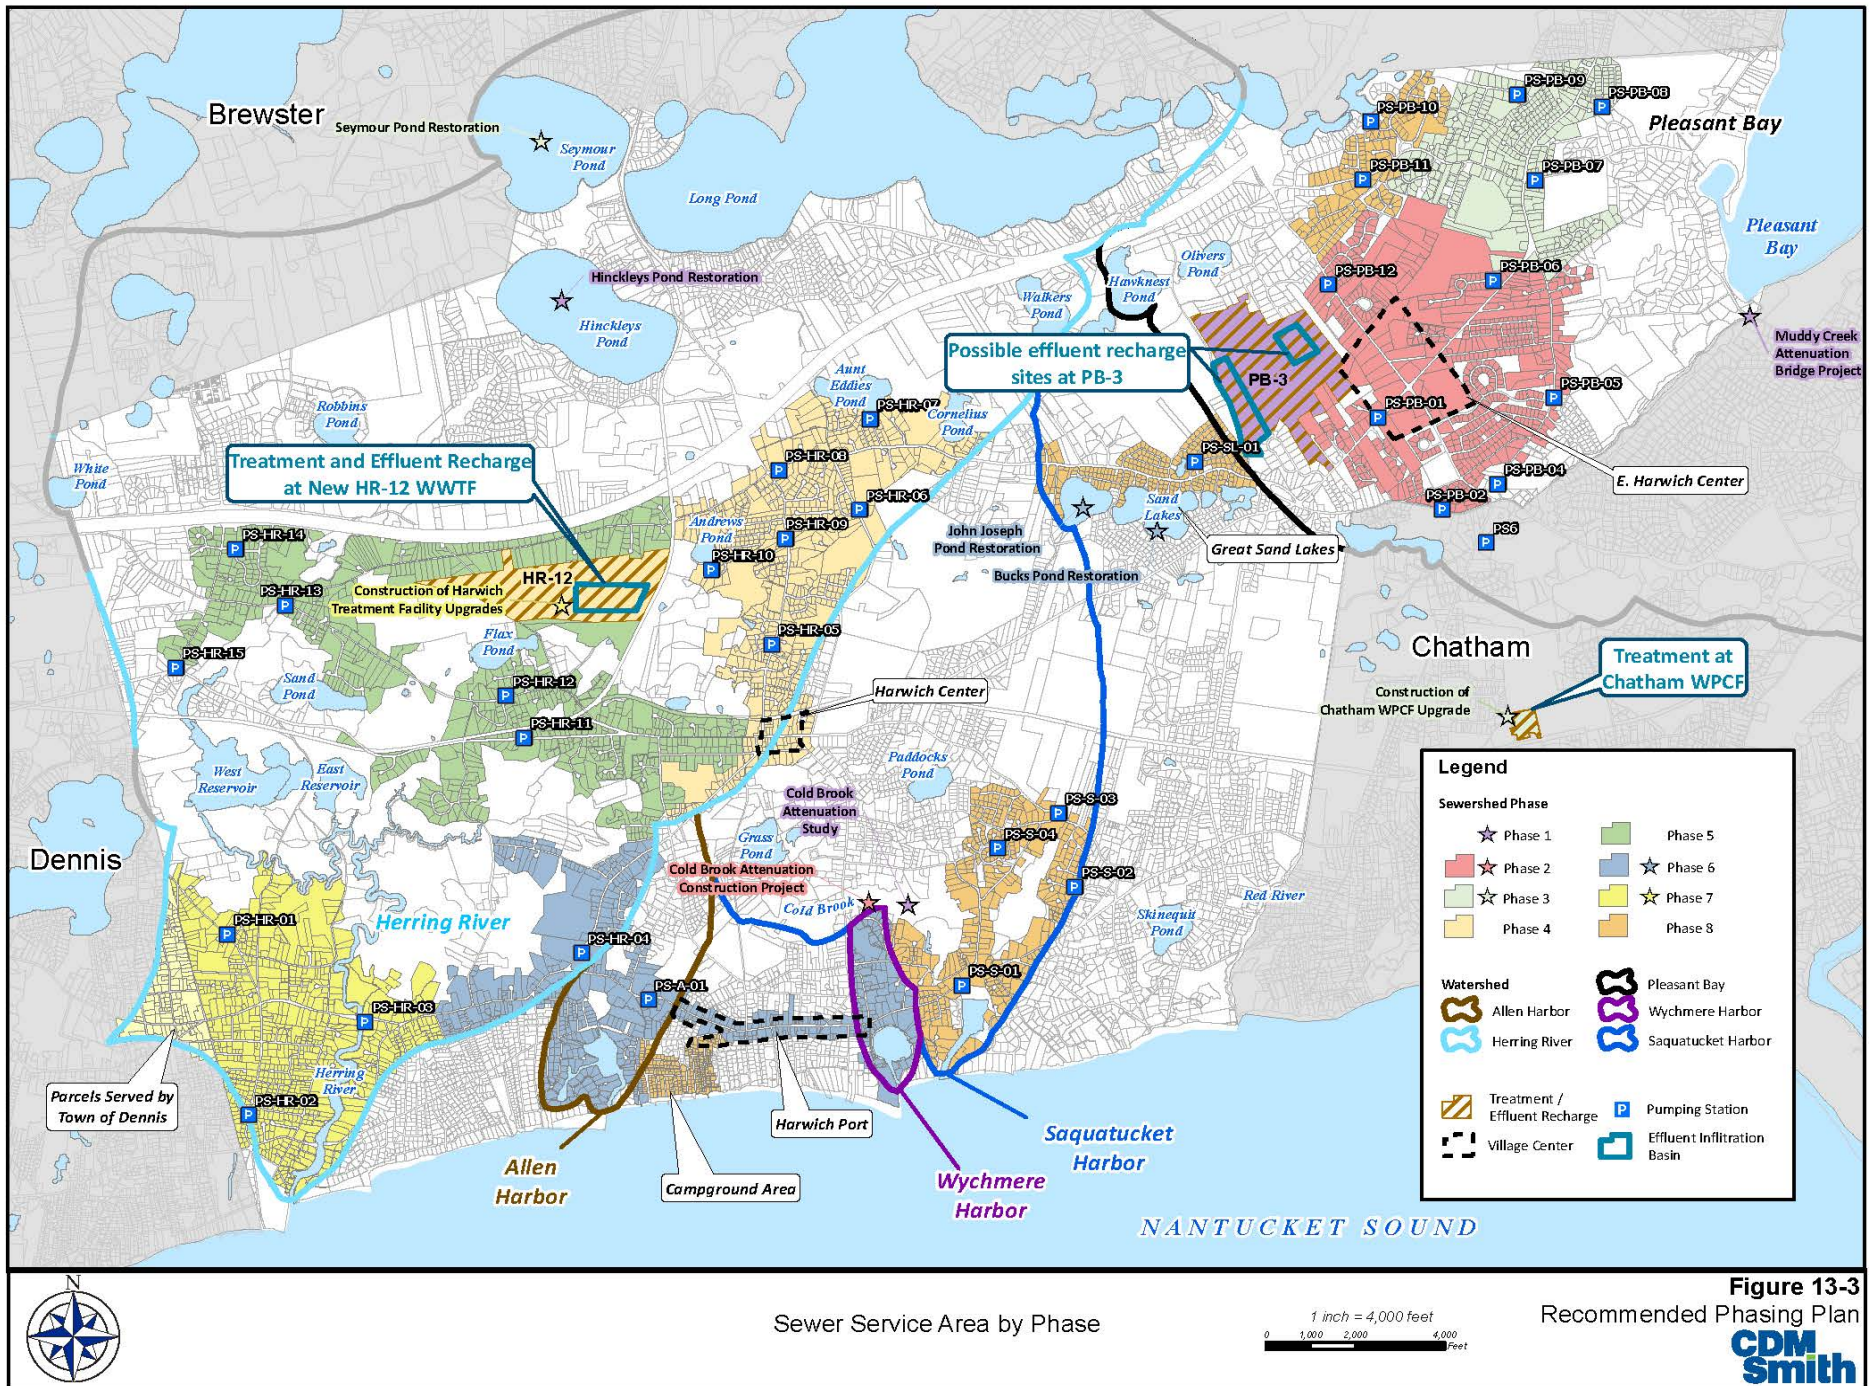 Brewster
Seymour Pond Restoration
Seymour
Pond
Long Pond
Hinckleys Pond Restoration
Hinckleys
Pond
PS-PB-09
PS-PB-08
PS-PB-10
Pleasant Bay
PS-PB-11
PS-PB-07
Pleasant
Bay
Olivers
Pond
Hawknest
Pond
Walkers
Pond
PS-PB-12
PS-PB-06
Muddy Creek
Attenuation
Bridge Project
Possible effluent recharge
sites at PB-3
PB-3
PS-PB-05
PS-PB-01
Aunt
Eddies
Pond
PS-HR-07
Cornelius
Pond
Robbins
Pond
White
Pond
Treatment and Effluent Recharge
at New HR-12 WWTF
PS-HR-08
PS-SL-01
PS-PB-04
E. Harwich Center
PS-HR-06
PS-PB-02
Sand
Lakes
PS6
Great Sand Lakes
PS-HR-14
Andrews
Pond
PS-HR-09
PS-HR-10
John Joseph
Pond Restoration
Bucks Pond Restoration
HR-12
Construction of Harwich
Treatment Facility Upgrades
PS-HR-13
Flax
Pond
PS-HR-05
PS-HR-15
Sand
Pond
PS-HR-12
PS-HR-11
Harwich Center
Chatham
Treatment at
Chatham WPCF
Construction of
Chatham WPCF Upgrade
West
Reservoir
East
Reservoir
Paddocks
Pond
Cold Brook
Attenuation
Study
Grass
Pond
PS-S-03
PS-S-04
PS-S-02
Dennis
Cold Brook Attenuation
Construction Project
Cold Brook
Red River
Skinequit
Pond
PS-HR-01
Herring River
PS-HR-04
PS-A-01
PS-S-01
PS-HR-03
Herring
River
PS-HR-02
Parcels Served by
Town of Dennis
Harwich Port
Campground Area
Allen
Harbor
Wychmere
Harbor
Saquatucket
Harbor
NANTUCKET SOUND
Legend
Sewershed Phase
Phase 1
Phase 2
Phase 3
Phase 4
Phase 5
Phase 6
Phase 7
Phase 8
Watershed
Allen Harbor
Herring River
Pleasant Bay
Wychmere Harbor
Saquatucket Harbor
Treatment /
Effluent Recharge
Village Center
P Pumping Station
Effluent Inflitration
Basin
N
Sewer Service Area by Phase
1 inch = 4,000 feet
0 1,000 2,000 4,000
Feet
Figure 13-3
Recommended Phasing Plan
CDM
Smith